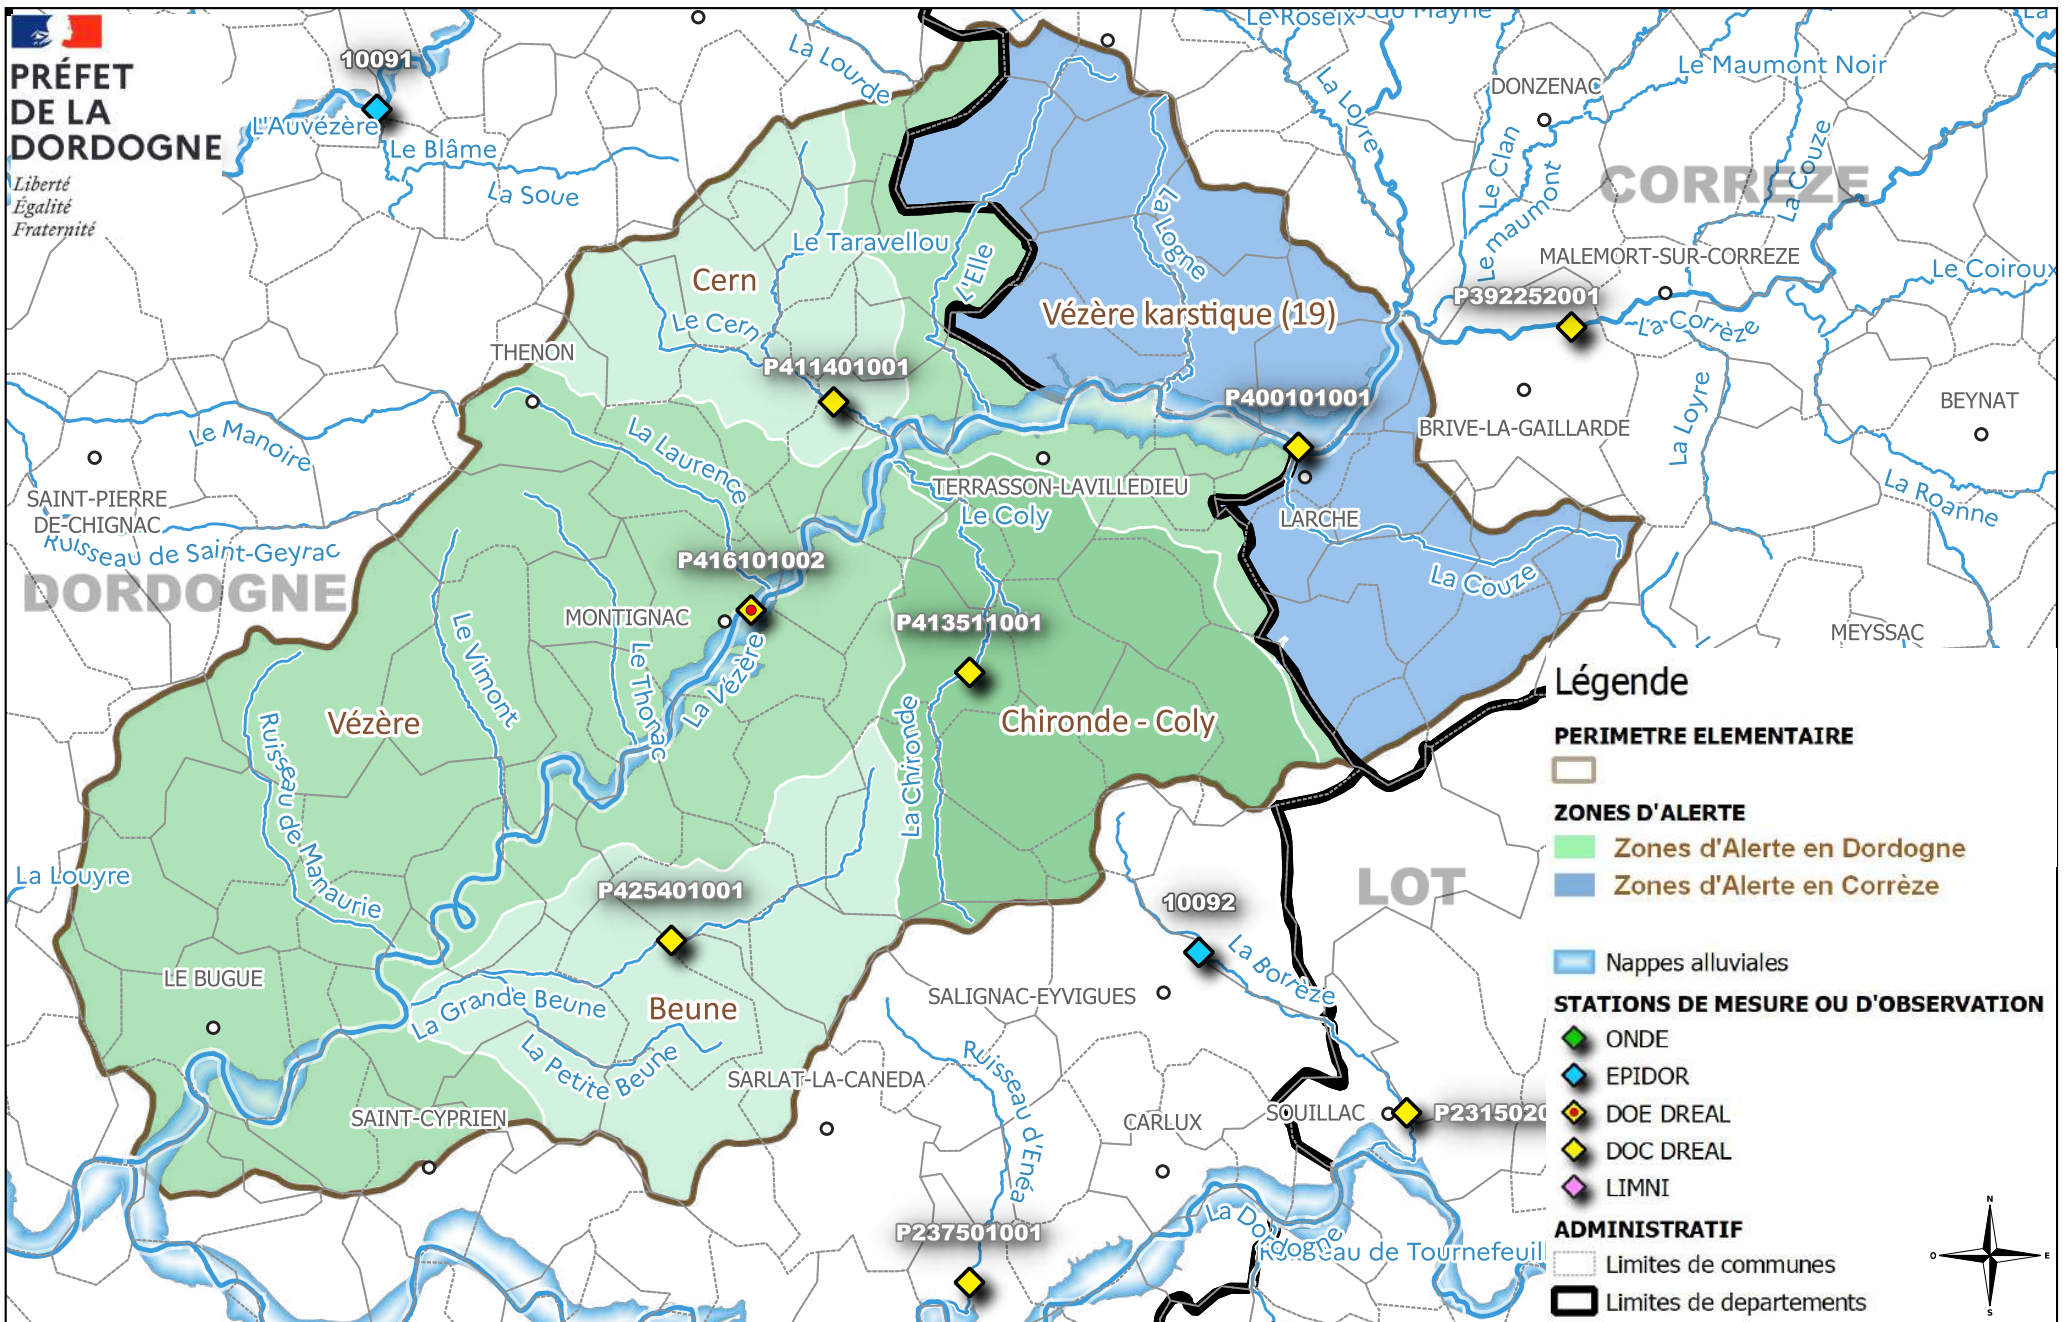 PRÉFET
DE LA
DORDOGNE
Liberté
Égalité
Fraternité
10091
L'Auvézère
Le Blâme
La Soue
La Lourde
Le Roseix
du Mayne
La
La Loyre
DONZENAC
Le Maumont Noir
Le Clan
Le maumont
La Couze
CORREZE
MALEMORT-SUR-CORREZE
Le Coiroux
P392252001
La Corrèze
La Logne
Le Taravellou
L'Elle
Cern
Le Cern
Vézère karstique (19)
THENON
P411401001
P400101001
BEYNAT
BRIVE-LA-GAILLARDE
La Loyre
Le Manoire
La Laurence
SAINT-PIERRE
DE-CHIGNAC
TERRASSON-LAVILLEDIEU
Le Coly
LARCHE
La Roanne
Ruisseau de Saint-Geyrac
DORDOGNE
P416101002
La Couze
MONTIGNAC
P413511001
MEYSSAC
Le Vimont
Le Thonac
La Vézère
Vézère
Chironde - Coly
La Chironde
Ruisseau de Manaurie
La Louyre
P425401001
LOT
10092
La Borrèze
LE BUGUE
La Grande Beune
Beune
SALIGNAC-EYVIGUES
La Petite Beune
SARLAT-LA-CANEDA
Ruisseau d'Enéa
SAINT-CYPRIEN
CARLUX
SOUILLAC
P2315020
La Dordogne
P237501001
Ruisseau de Tournefeuil
Légende
PERIMETRE ELEMENTAIRE
ZONES D'ALERTE
Zones d'Alerte en Dordogne
Zones d'Alerte en Corrèze
Nappes alluviales
STATIONS DE MESURE OU D'OBSERVATION
ONDE
EPIDOR
DOE DREAL
DOC DREAL
LIMNI
ADMINISTRATIF
Limites de communes
Limites de departements
N
O
E
S